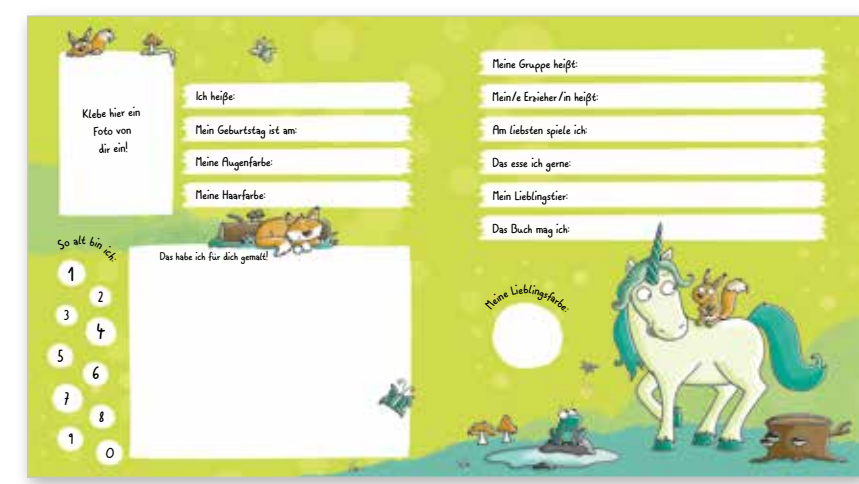 Klebe hier ein
Foto von
dir ein!
Ich heiße:
Mein Geburtstag ist am:
Meine Augenfarbe:
Meine Haarfarbe:
So alt bin ich:
1
2
3
4
5
6
7
8
9
0
Das habe ich für dich gemalt!
Meine Gruppe heißt:
Mein/e Erzieher/in heißt:
Am liebsten spiele ich:
Das esse ich gerne:
Mein Lieblingstier:
Das Buch mag ich:
Meine Lieblingsfarbe: